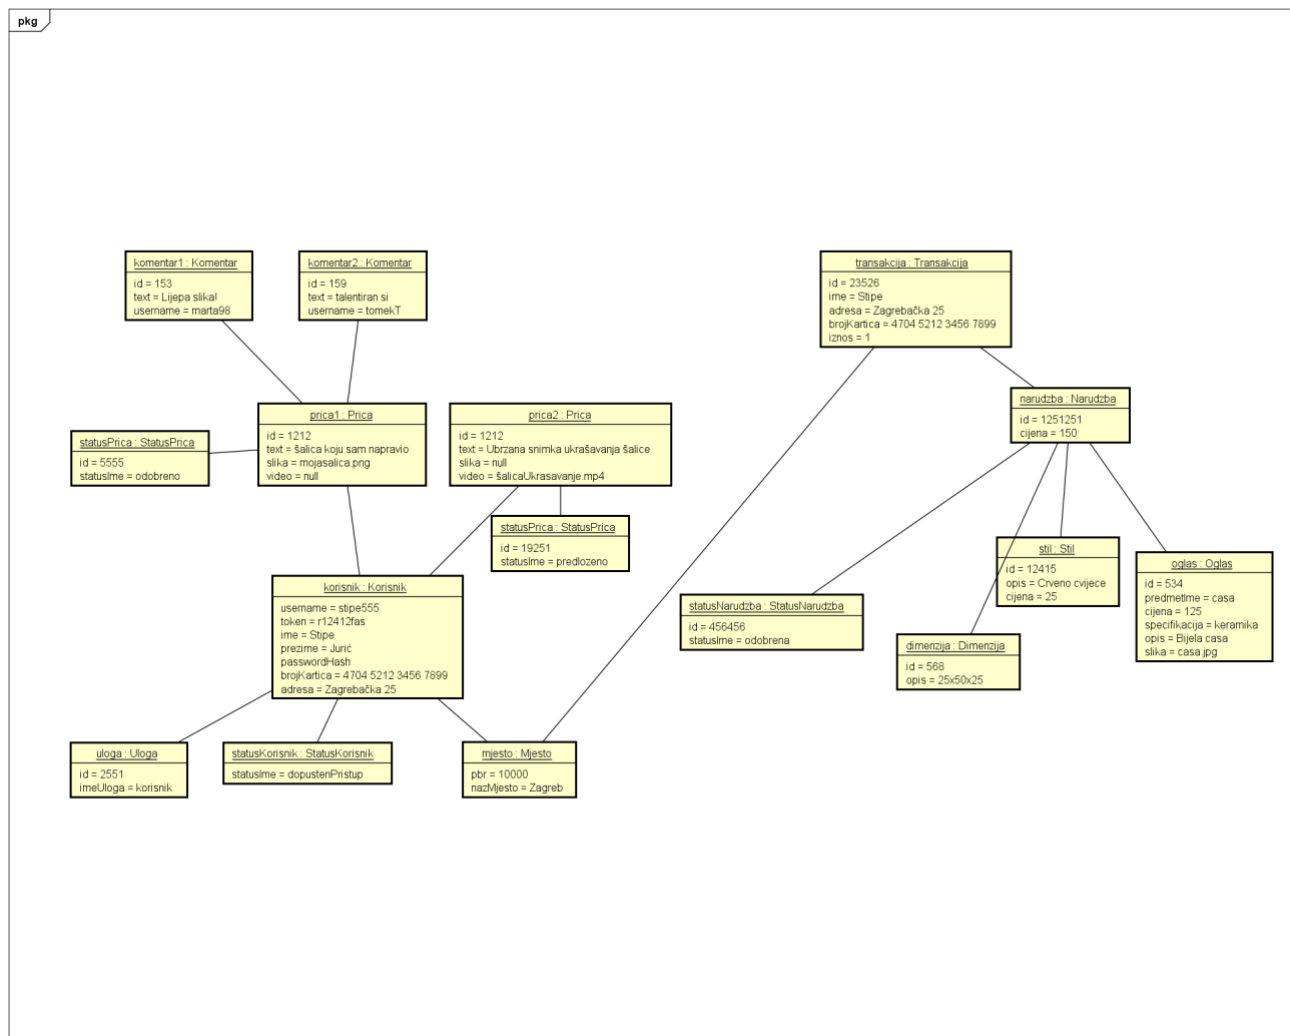 pkg
komentar1 : Komentar
id = 153
text = Lijepa slika!
username = marta98
komentar2 : Komentar
id = 159
text = talentiran si
username = tomekT
transakcija : Transakcija
id = 23526
ime = Stipe
adresa = Zagrebačka 25
brojKartica = 4704 5212 3456 7899
iznos = 1
narudzba : Narudzba
id = 1251251
cijena = 150
statusPrica : StatusPrica
id = 5555
statusIme = odobreno
prica1 : Prica
id = 1212
text = šalica koju sam napravio
slika = mojasalica.png
video = null
prica2 : Prica
id = 1212
text = Ubrzana snimka ukrašavanja šalice
slika = null
video = šalicaUkrasavanje.mp4
statusPrica : StatusPrica
id = 19251
statusIme = predlozeno
stil : Stil
id = 12415
opis = Crveno cvijece
cijena = 25
oglas : Oglas
id = 534
predmetIme = casa
cijena = 125
specifikacija = keramika
opis = Bijela casa
slika = casa.jpg
korisnik : Korisnik
username = stipe555
token = r12412fas
ime = Stipe
prezime = Jurić
passwordHash
brojKartica = 4704 5212 3456 7899
adresa = Zagrebačka 25
statusNarudzba : StatusNarudzba
id = 456456
statusIme = odobrena
dimenzija : Dimenzija
id = 568
opis = 25x50x25
uloga : Uloga
id = 2551
imeUloga = korisnik
statusKorisnik : StatusKorisnik
statusIme = dopustenPristup
mjesto : Mjesto
pbr = 10000
nazMjesto = Zagreb